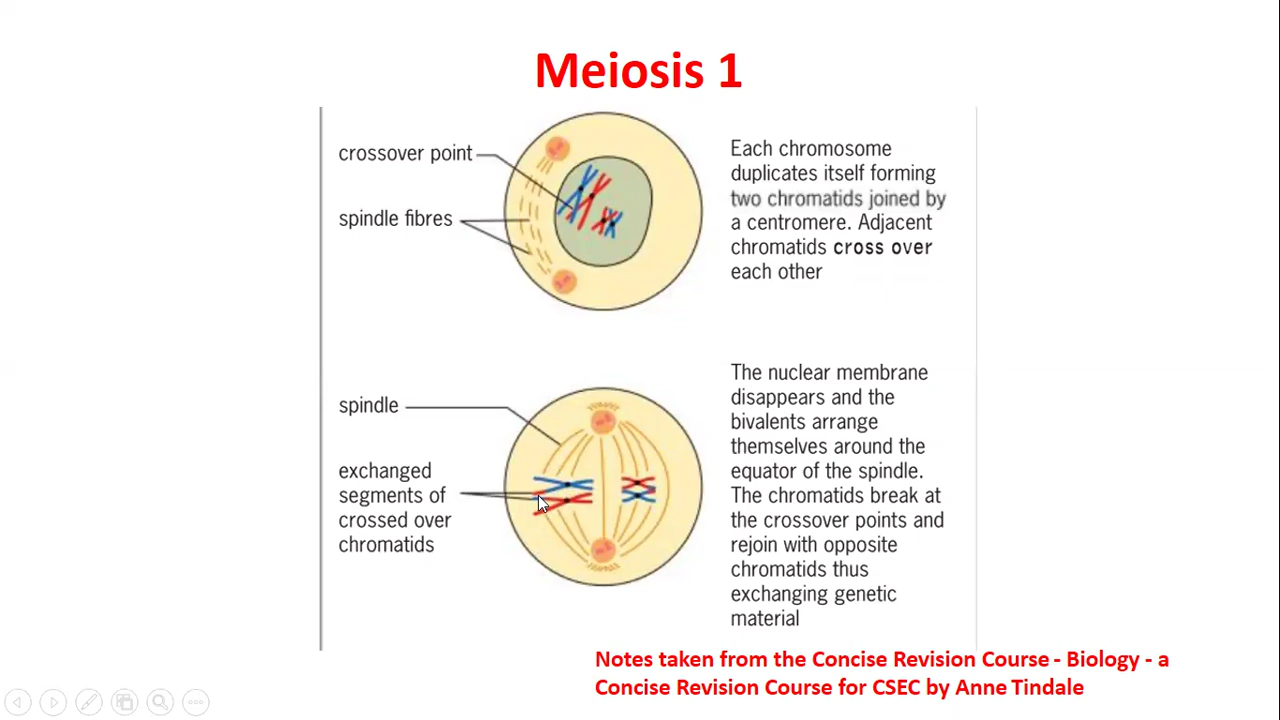 Meiosis 1
crossover point
spindle fibres
Each chromosome
duplicates itself forming
two chromatids joined by
a centromere. Adjacent
chromatids cross over
each other
spindle
exchanged
segments of
crossed over
chromatids
The nuclear membrane
disappears and the
bivalents arrange
themselves around the
equator of the spindle.
The chromatids break at
the crossover points and
rejoin with opposite
chromatids thus
exchanging genetic
material
Notes taken from the Concise Revision Course - Biology - a
Concise Revision Course for CSEC by Anne Tindale